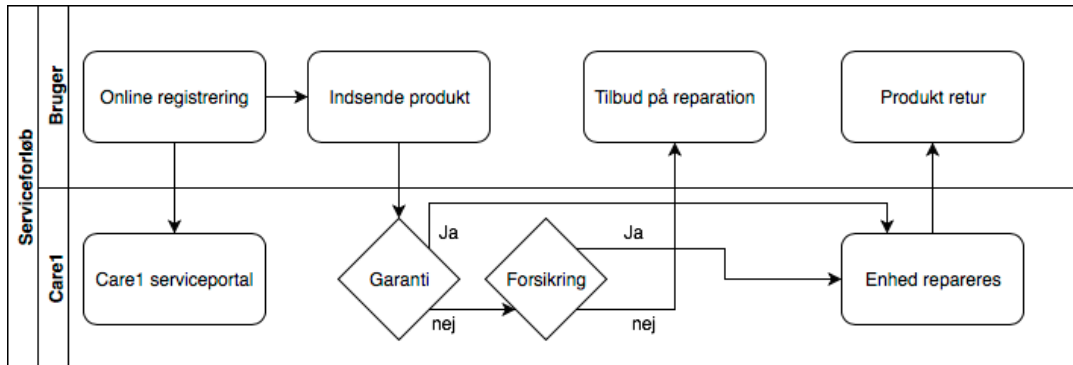 Serviceforløb
Bruger
Online registrering
Indsende produkt
Tilbud på reparation
Produkt retur
Care1
Care1 serviceportal
Garanti
Ja
nej
Forsikring
Ja
nej
Enhed repareres